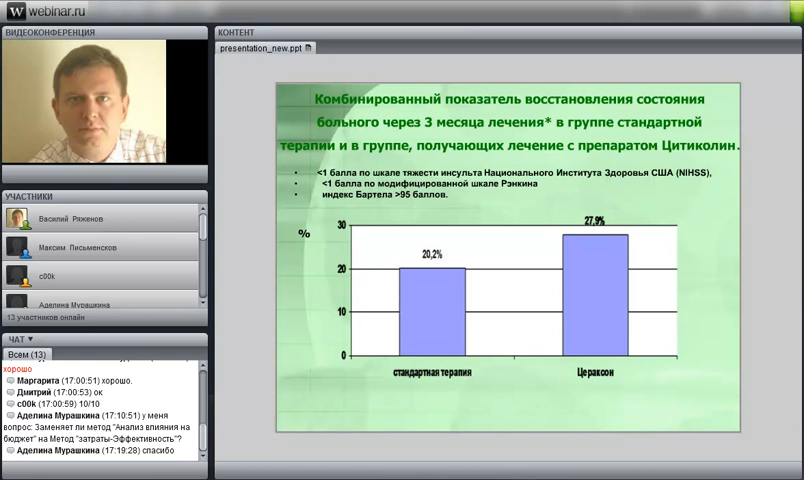 webinar.ru
ВИДЕОКОНФЕРЕНЦИЯ
УЧАСТНИКИ
Василий Ряженов
Максим Письменсков
c00k
Аделина Мурашкина
13 участников онлайн
ЧАТ
Всем (13)
хорошо
Маргарита (17:00:51) хорошо.
Дмитрий (17:00:53) ок
c00k (17:00:59) 10/10
Аделина Мурашкина (17:10:51) у меня
вопрос: Заменяет ли метод "Анализ влияния на
бюджет" на Метод "затраты-Эффективность"?
Аделина Мурашкина (17:19:28) спасибо
КОНТЕНТ
presentation_new.ppt
Комбинированный показатель восстановления состояния
больного через 3 месяца лечения* в группе стандартной
терапии и в группе, получающих лечение с препаратом Цитиколин.
• <1 балла по шкале тяжести инсульта Национального Института Здоровья США (NIHSS),
• <1 балла по модифицированной шкале Рэнкина
• индекс Бартела >95 баллов.
%
30
20
10
0
20,2%
27,9%
стандартная терапия
Цераксон